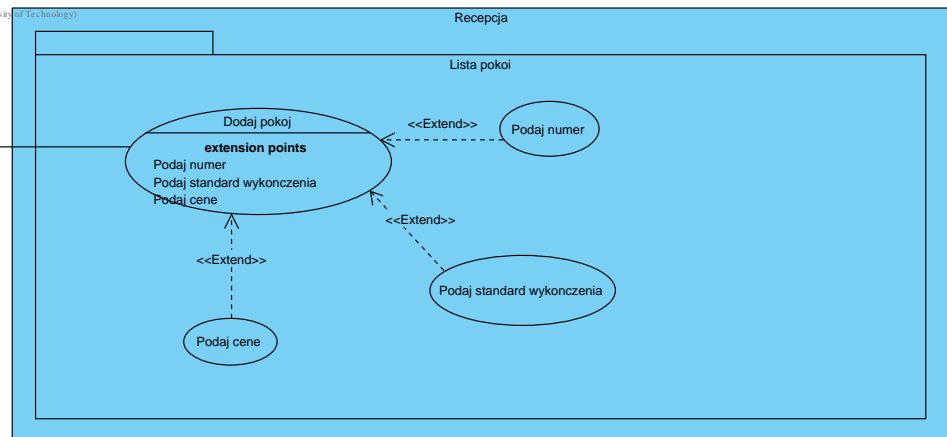 sity of Technology)
Recepcja
Lista pokoi
Dodaj pokoj
extension points
Podaj numer
Podaj standard wykonczenia
Podaj cene
<<Extend>>
Podaj numer
<<Extend>>
Podaj standard wykonczenia
<<Extend>>
Podaj cene